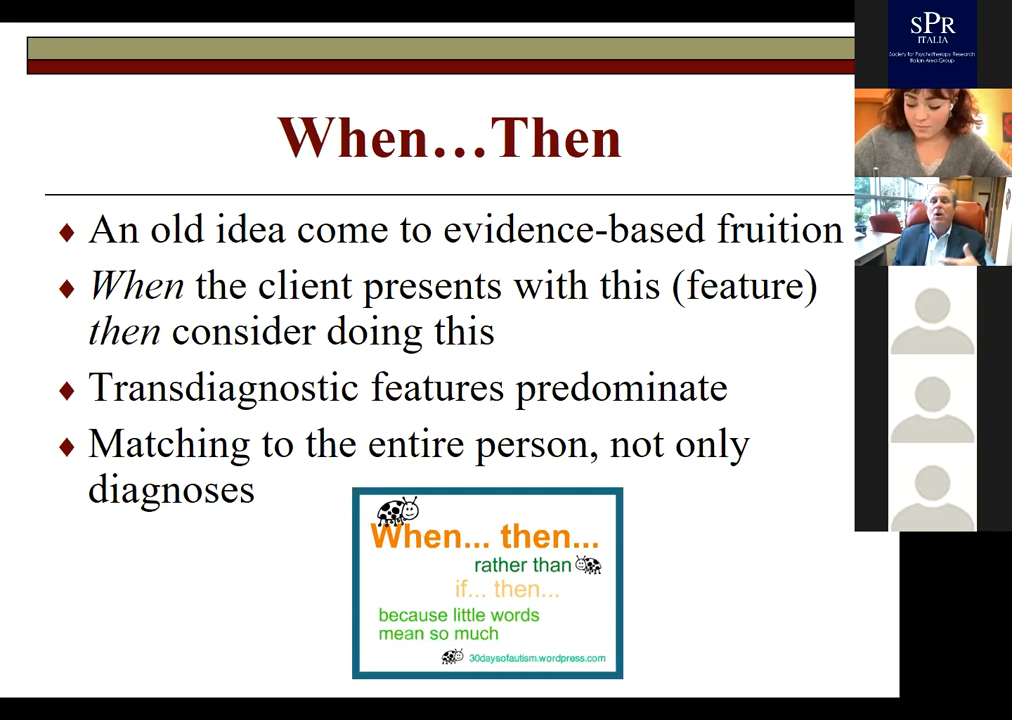 When…Then
An old idea come to evidence-based fruition
When the client presents with this (feature)
then consider doing this
Transdiagnostic features predominate
Matching to the entire person, not only
diagnoses
When... then...
rather than
if... then...
because little words
mean so much
30daysofautism.wordpress.com
SPR
ITALIA
Society for Psychotherapy Research
Italian Area Group